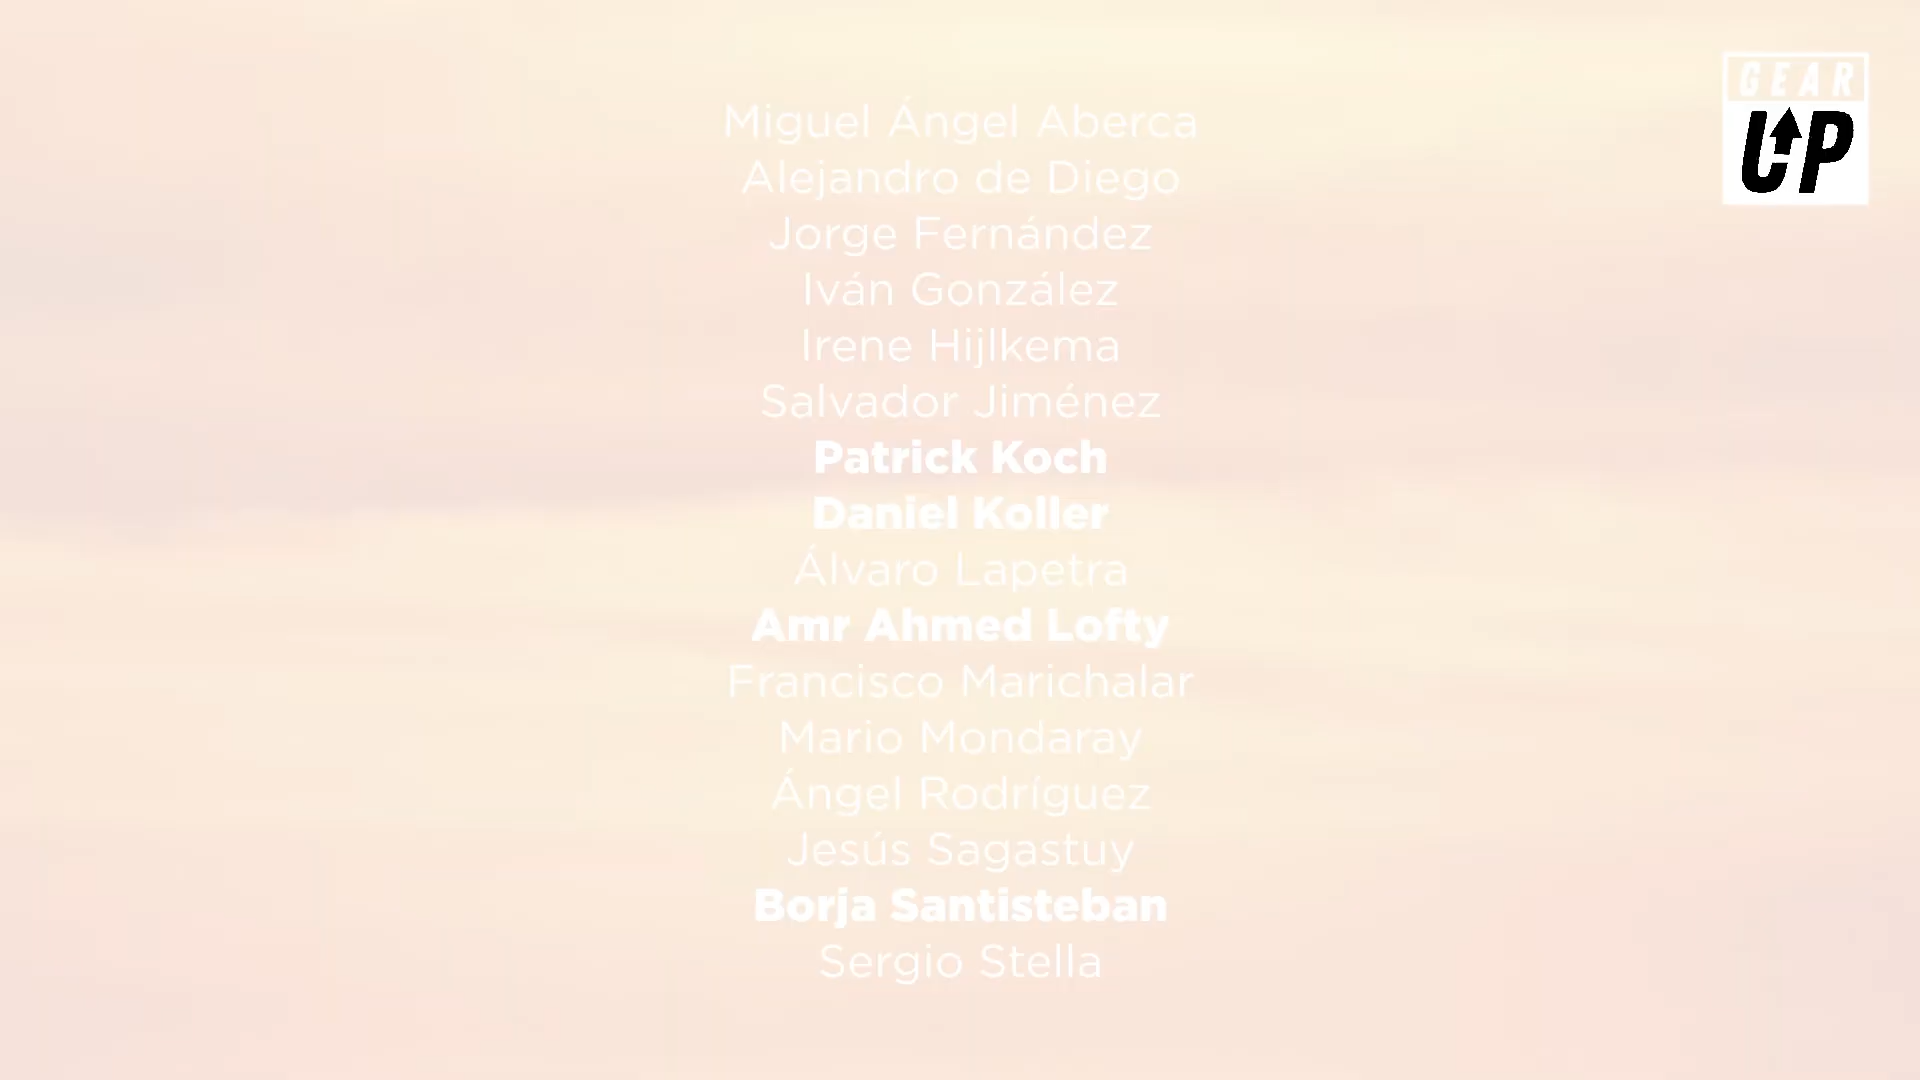 GEAR
UP
Miguel Ángel Aberca
Alejandro de Diego
Jorge Fernández
Iván González
Irene Hijlkema
Salvador Jiménez
Patrick Koch
Daniel Koller
Álvaro Lapetra
Amr Ahmed Lofty
Francisco Marichalar
Mario Mondaray
Ángel Rodríguez
Jesús Sagastuy
Borja Santisteban
Sergio Stella